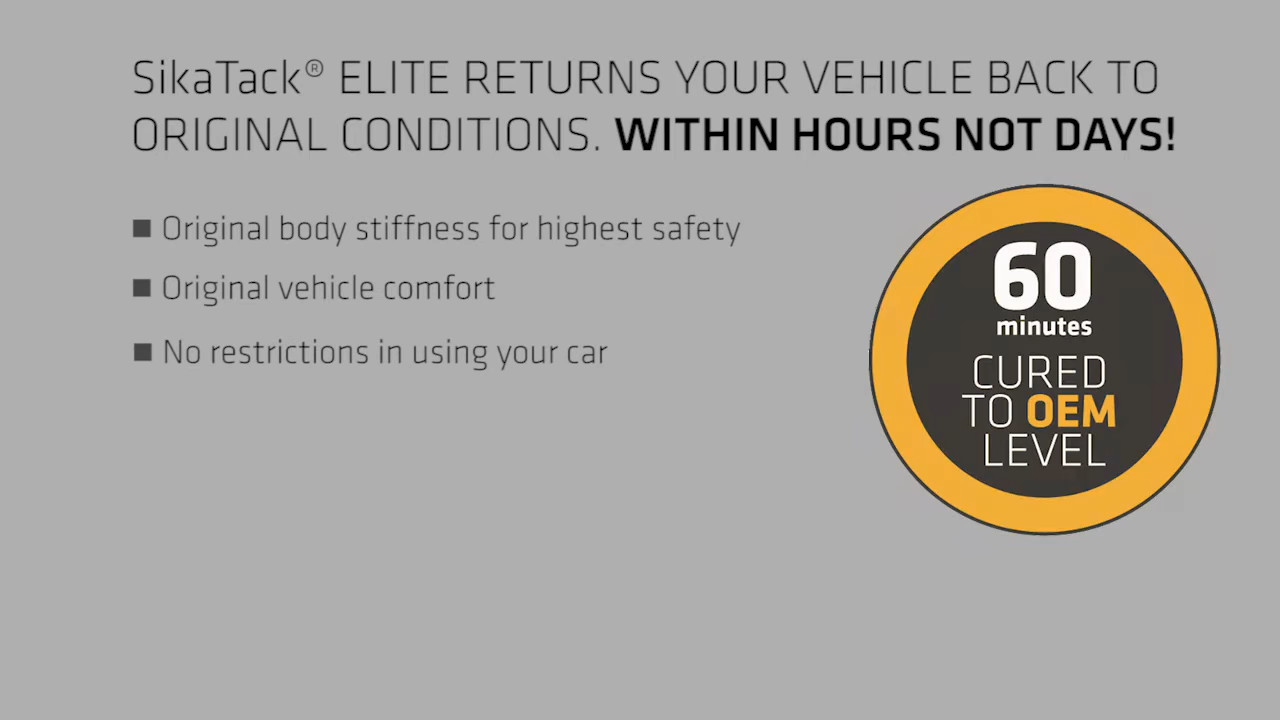 SikaTack® ELITE RETURNS YOUR VEHICLE BACK TO
ORIGINAL CONDITIONS. WITHIN HOURS NOT DAYS!
■ Original body stiffness for highest safety
■ Original vehicle comfort
■ No restrictions in using your car
60
minutes
CURED
TO OEM
LEVEL